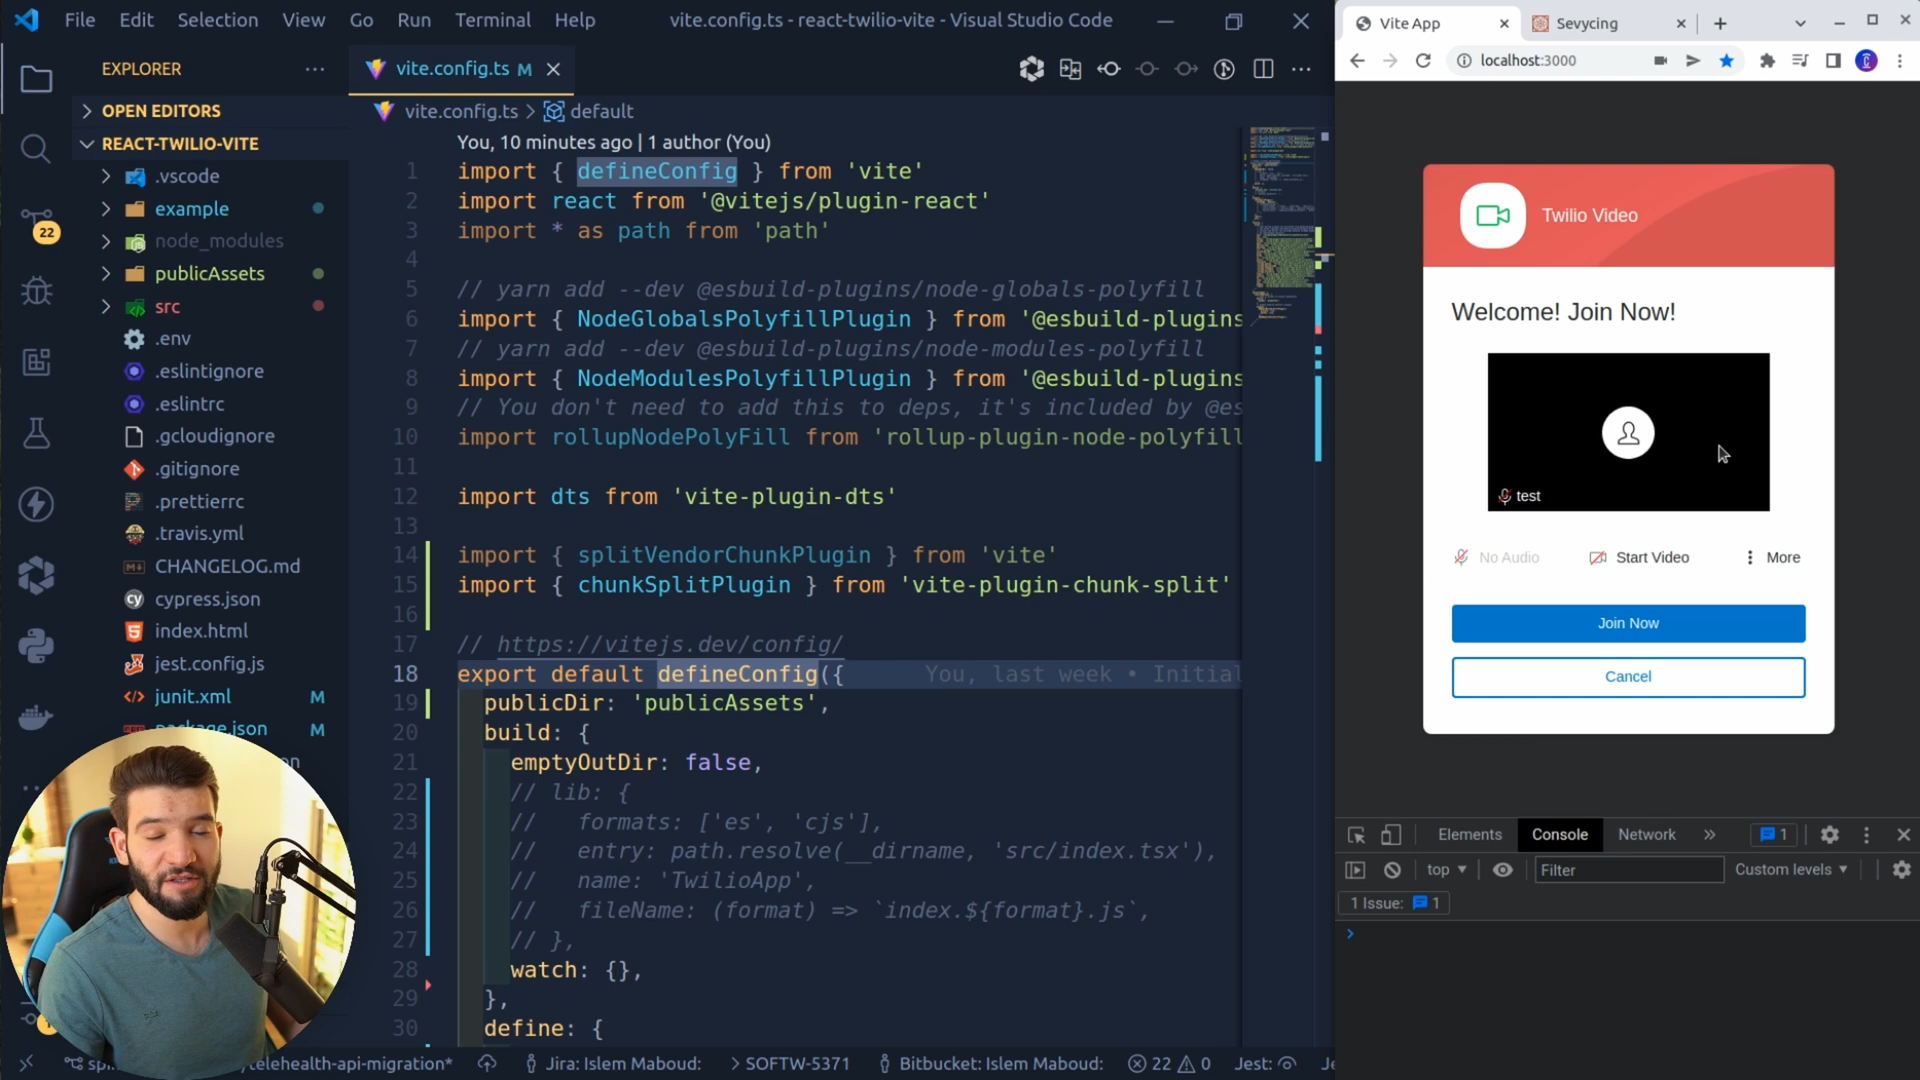 File Edit Selection View Go Run Terminal Help
vite.config.ts - react-twilio-vite - Visual Studio Code
EXPLORER
OPEN EDITORS
REACT-TWILIO-VITE
.vscode
example
node_modules
publicAssets
src
.env
.eslintignore
.eslintrc
.gcloudignore
.gitignore
.prettierrc
.travis.yml
CHANGELOG.md
cypress.json
index.html
jest.config.js
junit.xml M
package.json M
22
vite.config.ts M
vite.config.ts > default
You, 10 minutes ago | 1 author (You)
1 import { defineConfig } from 'vite'
2 import react from '@vitejs/plugin-react'
3 import * as path from 'path'
4
5 // yarn add --dev @esbuild-plugins/node-globals-polyfill
6 import { NodeGlobalsPolyfillPlugin } from '@esbuild-plugins
7 // yarn add --dev @esbuild-plugins/node-modules-polyfill
8 import { NodeModulesPolyfillPlugin } from '@esbuild-plugins
9 // You don't need to add this to deps, it's included by @es
10 import rollupNodePolyFill from 'rollup-plugin-node-polyfill
11
12 import dts from 'vite-plugin-dts'
13
14 import { splitVendorChunkPlugin } from 'vite'
15 import { chunkSplitPlugin } from 'vite-plugin-chunk-split'
16
17 // https://vitejs.dev/config/
18 export default defineConfig({ You, last week • Initial
19 publicDir: 'publicAssets',
20 build: {
21 emptyOutDir: false,
22 // lib: {
23 // formats: ['es', 'cjs'],
24 // entry: path.resolve(__dirname, 'src/index.tsx'),
25 // name: 'TwilioApp',
26 // fileName: (format) => `index.${format}.js`,
27 // },
28 watch: {},
29 },
30 define: {
/telehealth-api-migration* Jira: Islem Maboud: > SOFTW-5371 Bitbucket: Islem Maboud: 22 0 Jest:
Vite App
Sevycing
localhost:3000
Twilio Video
Welcome! Join Now!
test
No Audio Start Video More
Join Now
Cancel
Elements Console Network » 1
top Filter Custom levels
1 Issue: 1